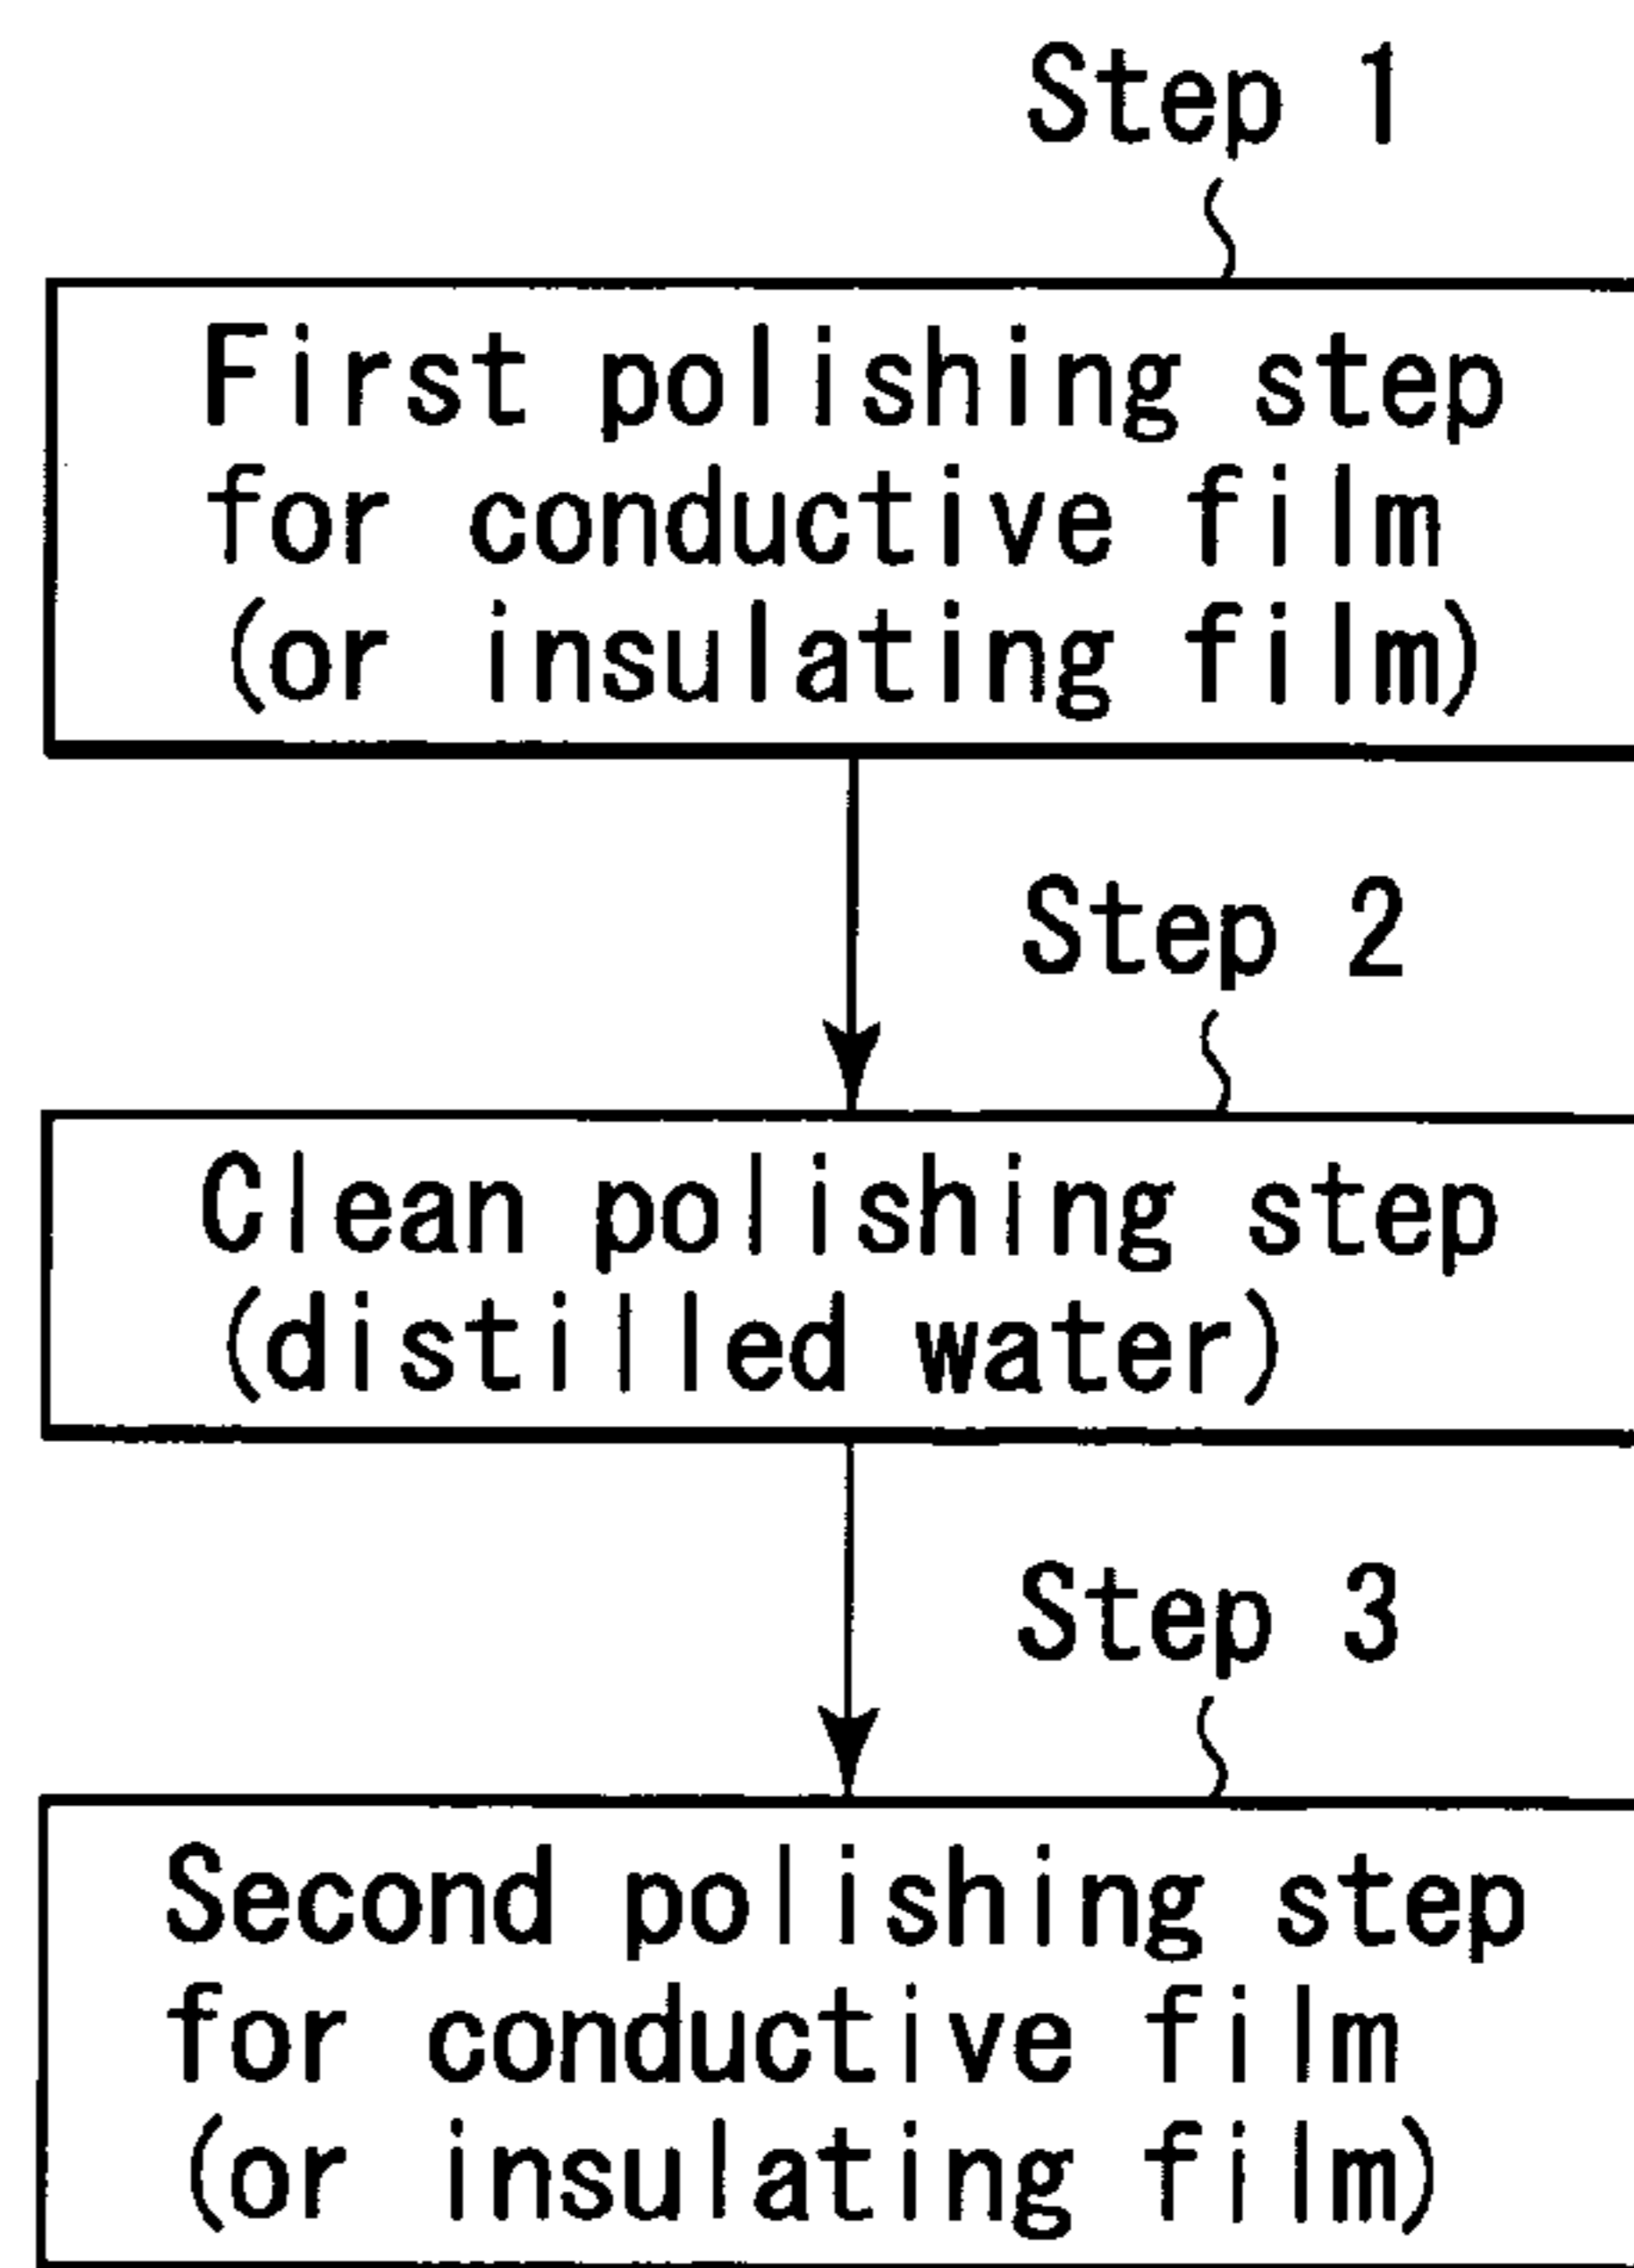 Step 1
First polishing step
for conductive film
(or insulating film)
Step 2
Clean polishing step
(distilled water)
Step 3
Second polishing step
for conductive film
(or insulating film)